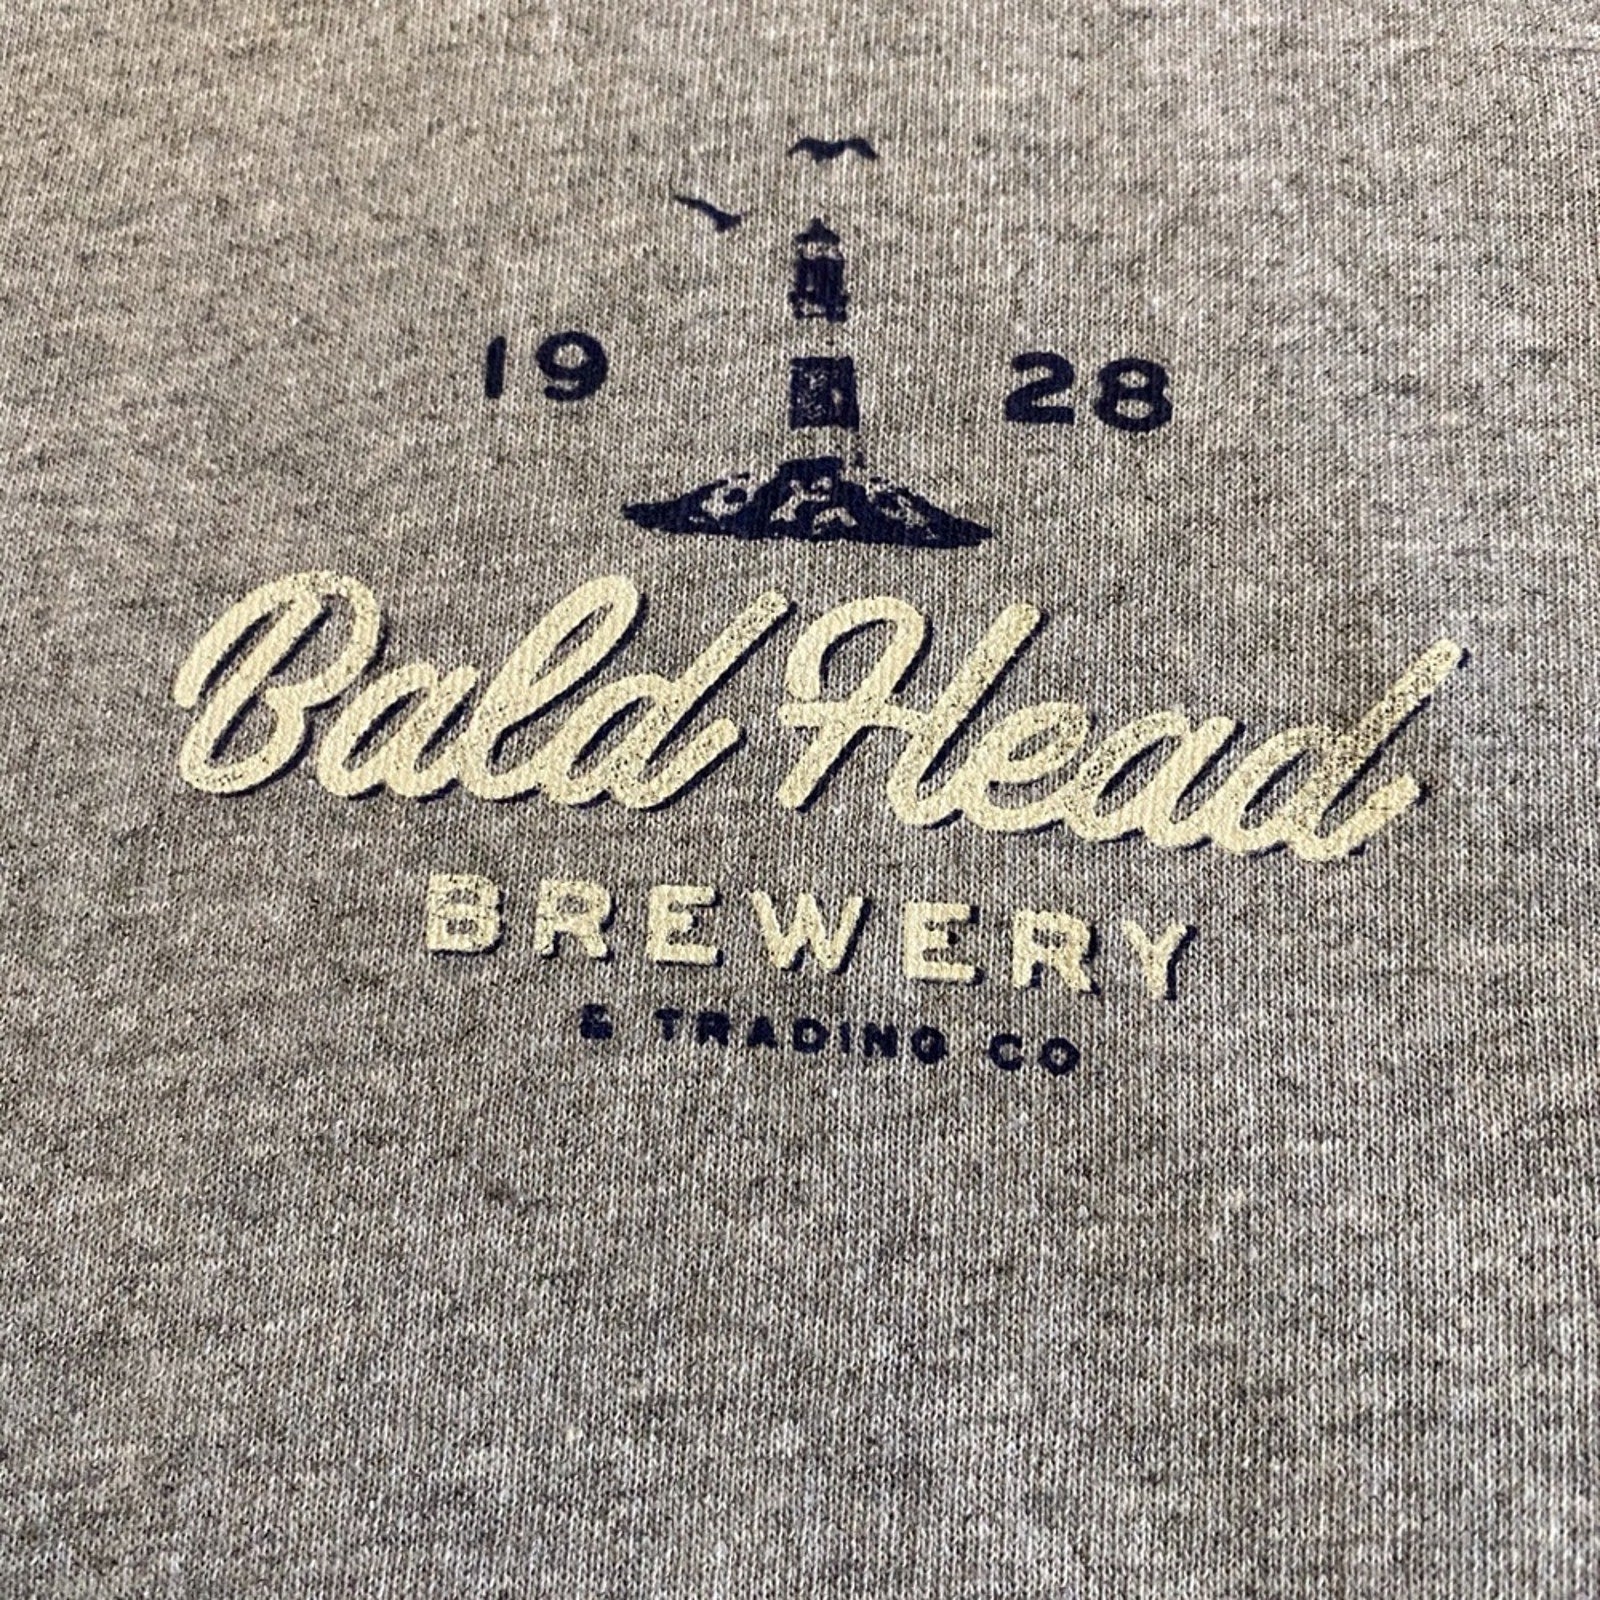 19 28
Bald Head
BREWERY
& TRADING CO